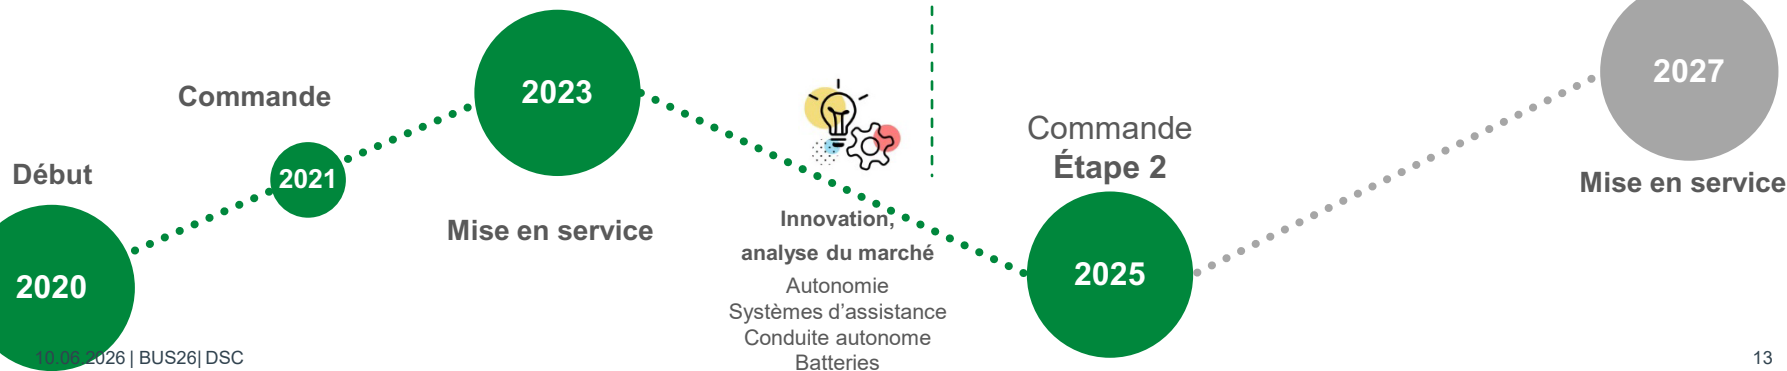 Début
2020
Commande
2021
2023
Mise en service
Innovation,
analyse du marché
Autonomie
Systèmes d’assistance
Conduite autonome
Batteries
Commande
Étape 2
2025
2027
Mise en service
10.06.2026 | BUS26| DSC
13